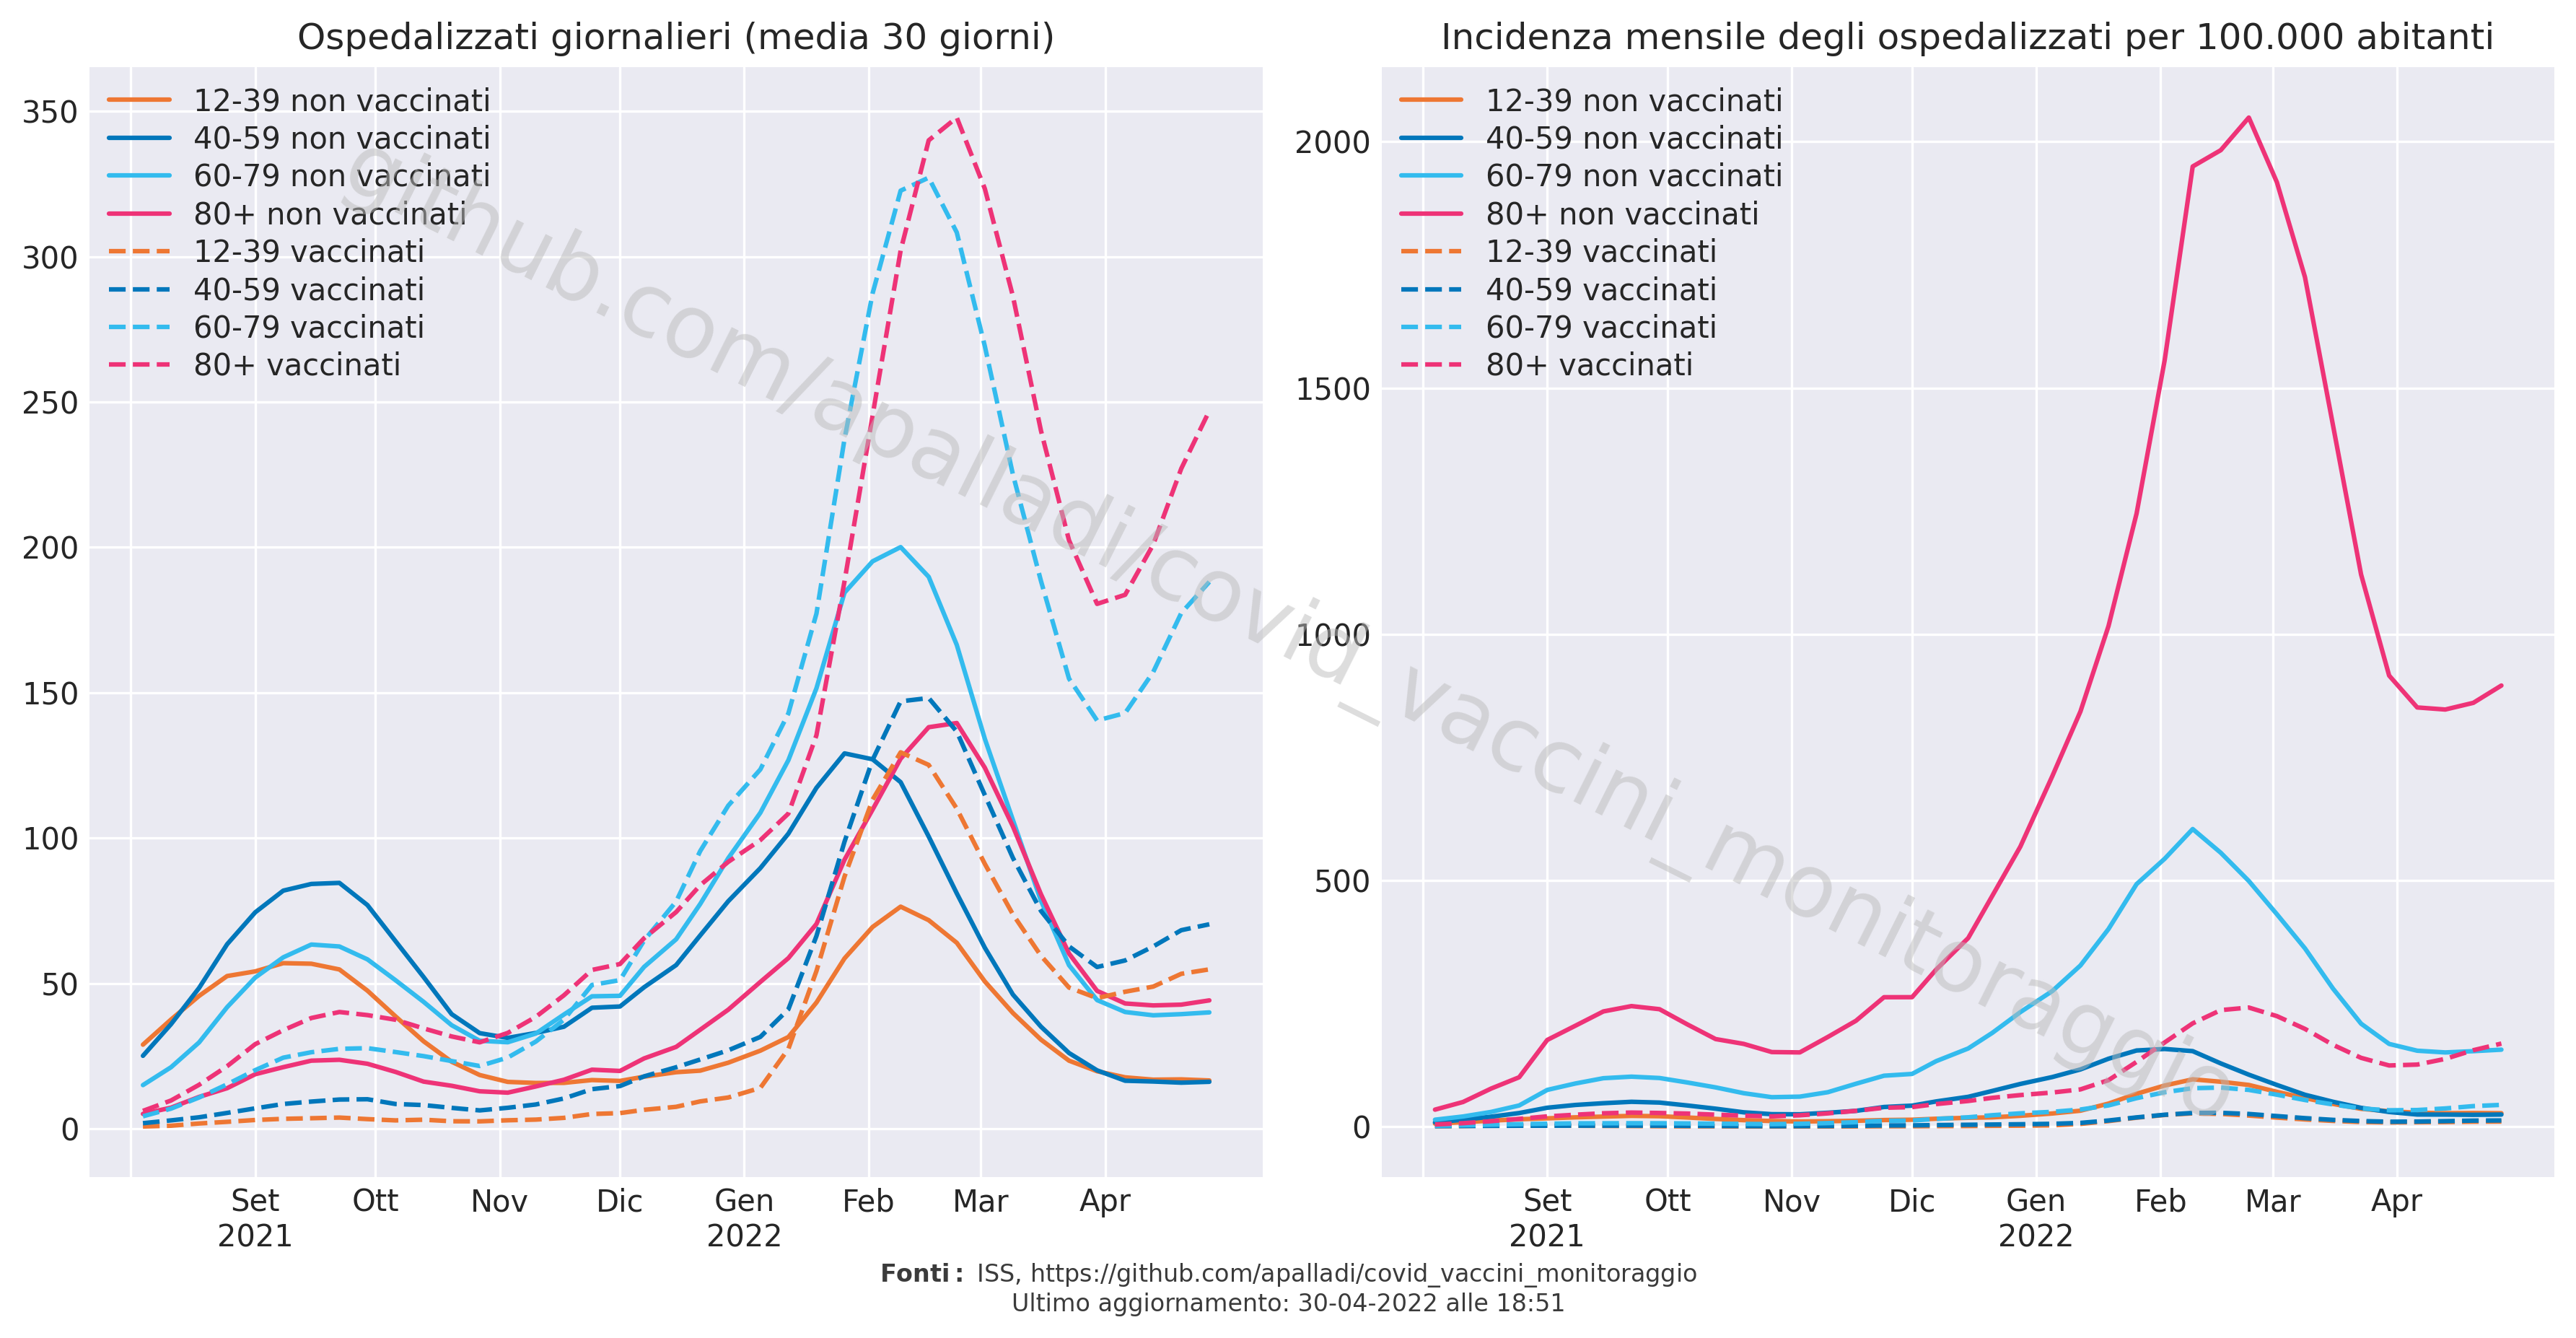 Ospedalizzati giornalieri (media 30 giorni)
350
300
250
200
150
100
50
0
12-39 non vaccinati
40-59 non vaccinati
60-79 non vaccinati
80+ non vaccinati
12-39 vaccinati
40-59 vaccinati
60-79 vaccinati
80+ vaccinati
Set Ott Nov Dic Gen Feb Mar Apr
2021 2022
Incidenza mensile degli ospedalizzati per 100.000 abitanti
2000
1500
1000
500
0
12-39 non vaccinati
40-59 non vaccinati
60-79 non vaccinati
80+ non vaccinati
12-39 vaccinati
40-59 vaccinati
60-79 vaccinati
80+ vaccinati
Set Ott Nov Dic Gen Feb Mar Apr
2021 2022
github.com/apalladi/covid_vaccini_monitoraggio
Fonti: ISS, https://github.com/apalladi/covid_vaccini_monitoraggio
Ultimo aggiornamento: 30-04-2022 alle 18:51